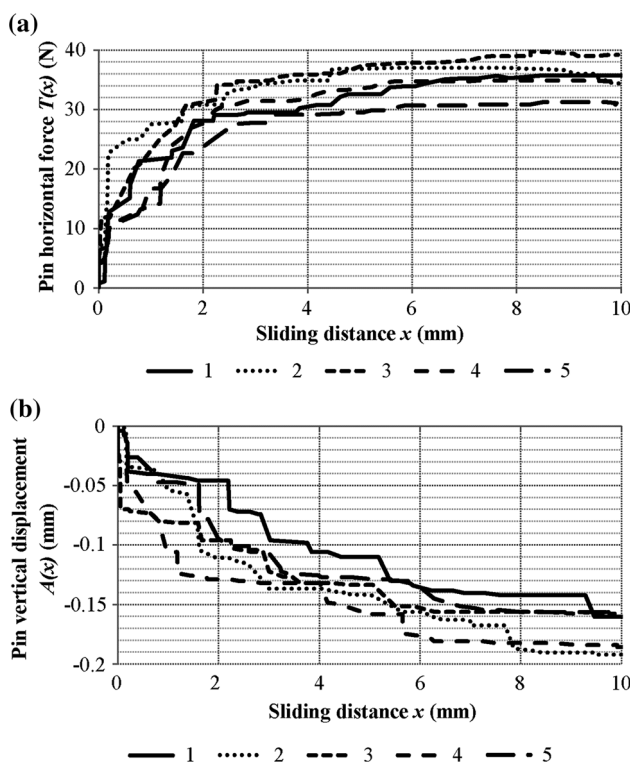 (a)
Pin horizontal force T(x) (N)
40
30
20
10
0
0 2 4 6 8 10
Sliding distance x (mm)
1 2 3 4 5
(b)
Pin vertical displacement
A(x) (mm)
0
-0.05
-0.1
-0.15
-0.2
0 2 4 6 8 10
Sliding distance x (mm)
1 2 3 4 5